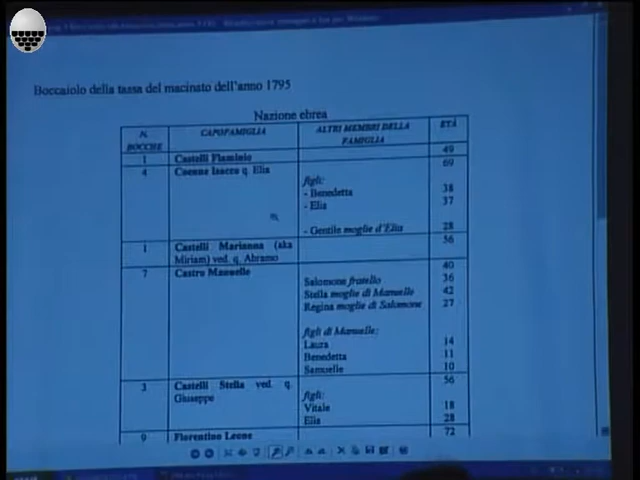 Boccaiolo della tassa del macinato dell'anno 1795
Nazione ebrea
N. BOCCHE CAPOFAMIGLIA ALTRI MEMBRI DELLA FAMIGLIA ETÀ
1 Castelli Flaminio 49
4 Coenne Isacco q. Elia 69
figli:
- Benedetta 38
- Elia 37
- Gentile moglie d'Elia 28
1 Castelli Marianna (aka 56
Miriam) ved. q. Abramo
7 Castro Manuelle 40
Salomone fratello 36
Stella moglie di Manuelle 42
Regina moglie di Salomone 27
figli di Manuelle:
Laura 14
Benedetta 11
Samuelle 10
3 Castelli Stella ved. q. 56
Giuseppe figli:
Vitale 18
Elia 28
9 Florentino Leone 72